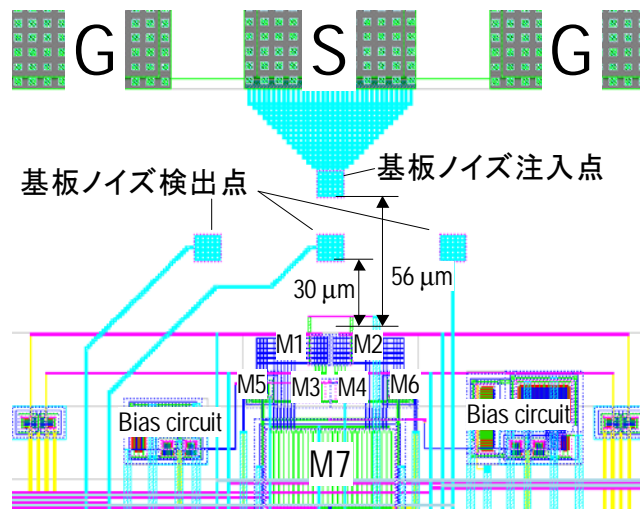 G S G
基板ノイズ注入点
基板ノイズ検出点
30 μm
56 μm
M1 M2
M5 M3 M4 M6
Bias circuit
Bias circuit
M7